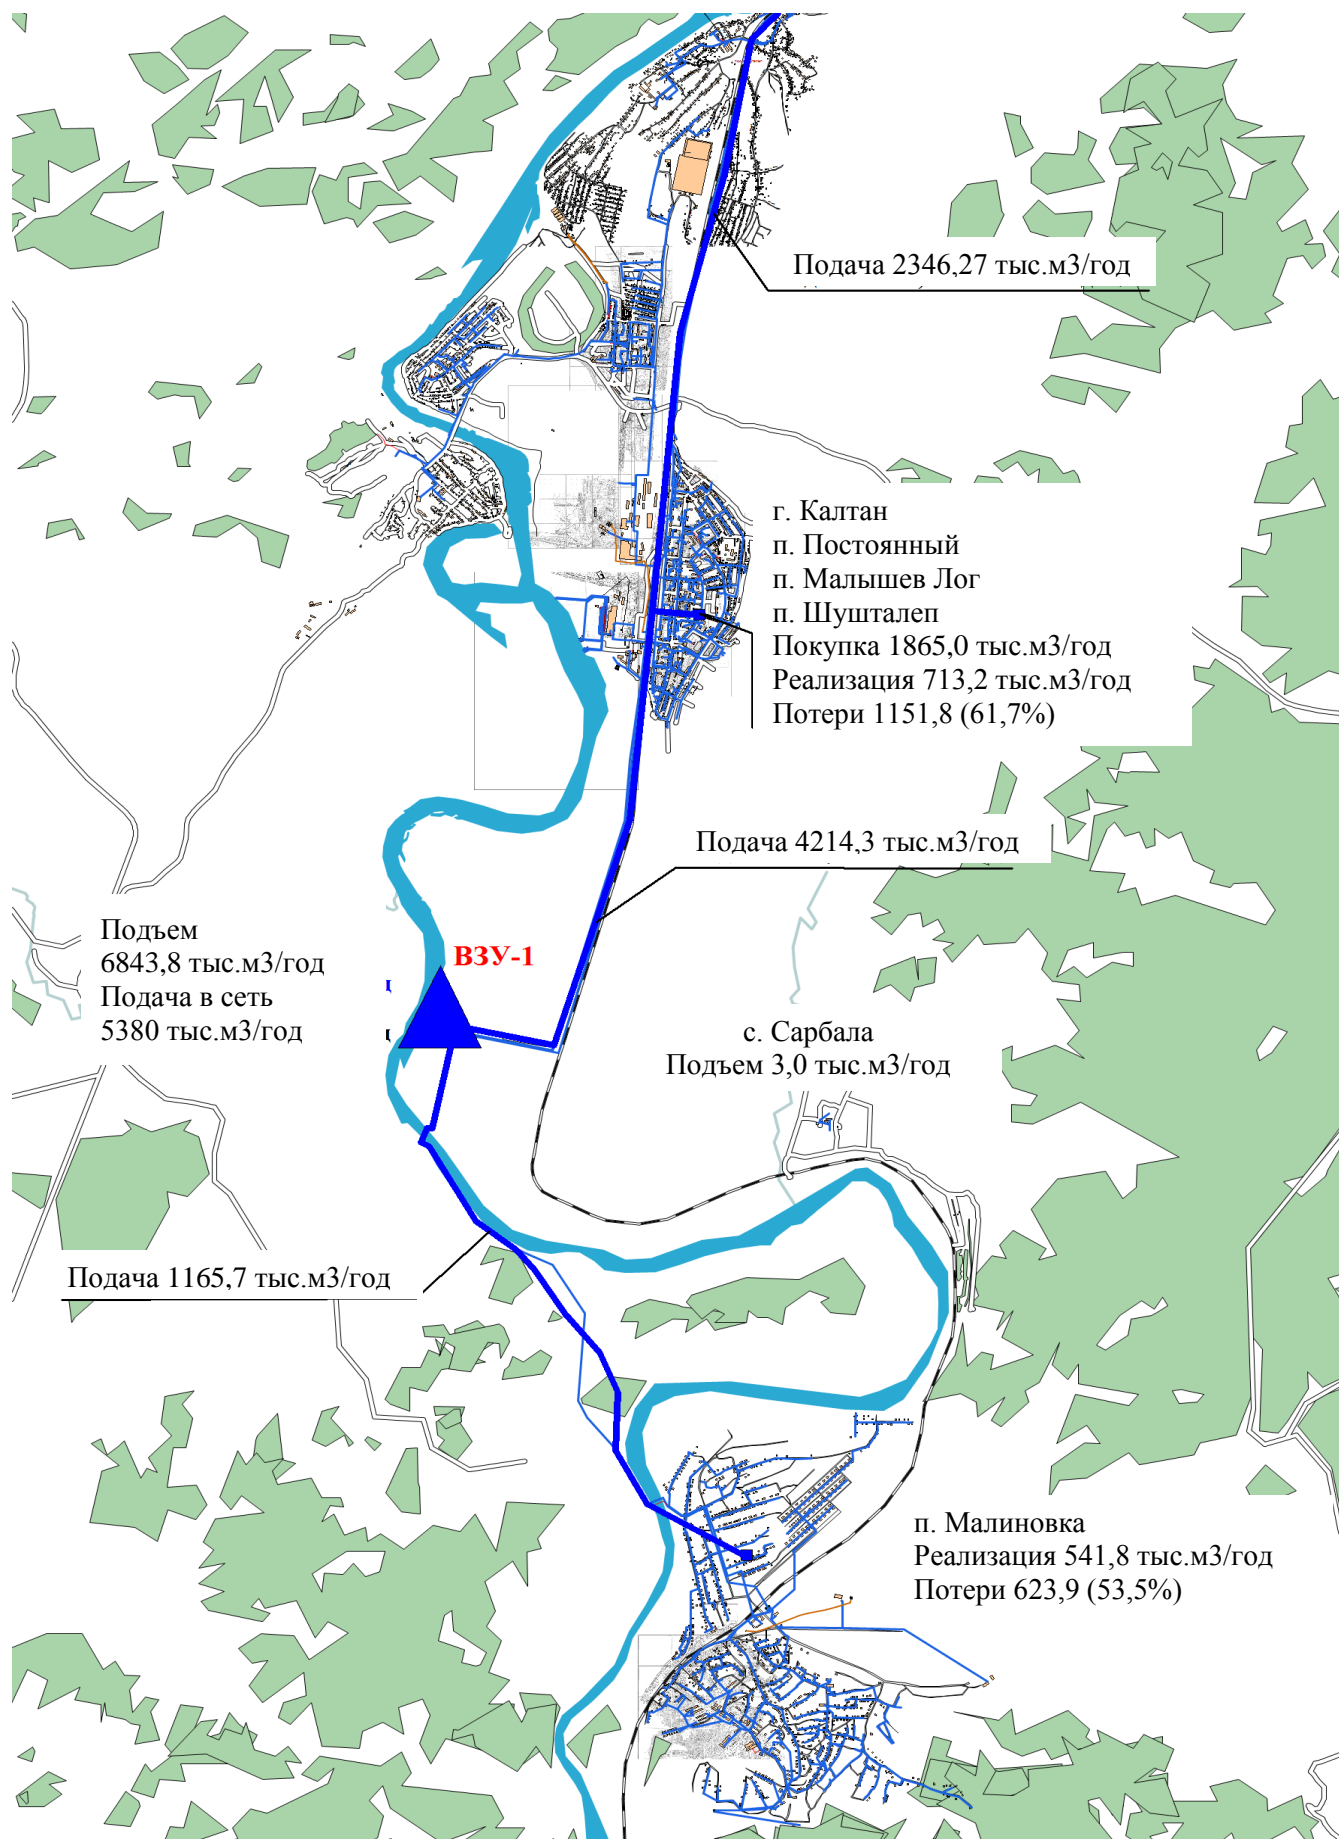 Подача 2346,27 тыс.м3/год
г. Калтан
п. Постоянный
п. Малышев Лог
п. Шушталеп
Покупка 1865,0 тыс.м3/год
Реализация 713,2 тыс.м3/год
Потери 1151,8 (61,7%)
Подача 4214,3 тыс.м3/год
Подъем
6843,8 тыс.м3/год
Подача в сеть
5380 тыс.м3/год
ВЗУ-1
с. Сарбала
Подъем 3,0 тыс.м3/год
Подача 1165,7 тыс.м3/год
п. Малиновка
Реализация 541,8 тыс.м3/год
Потери 623,9 (53,5%)